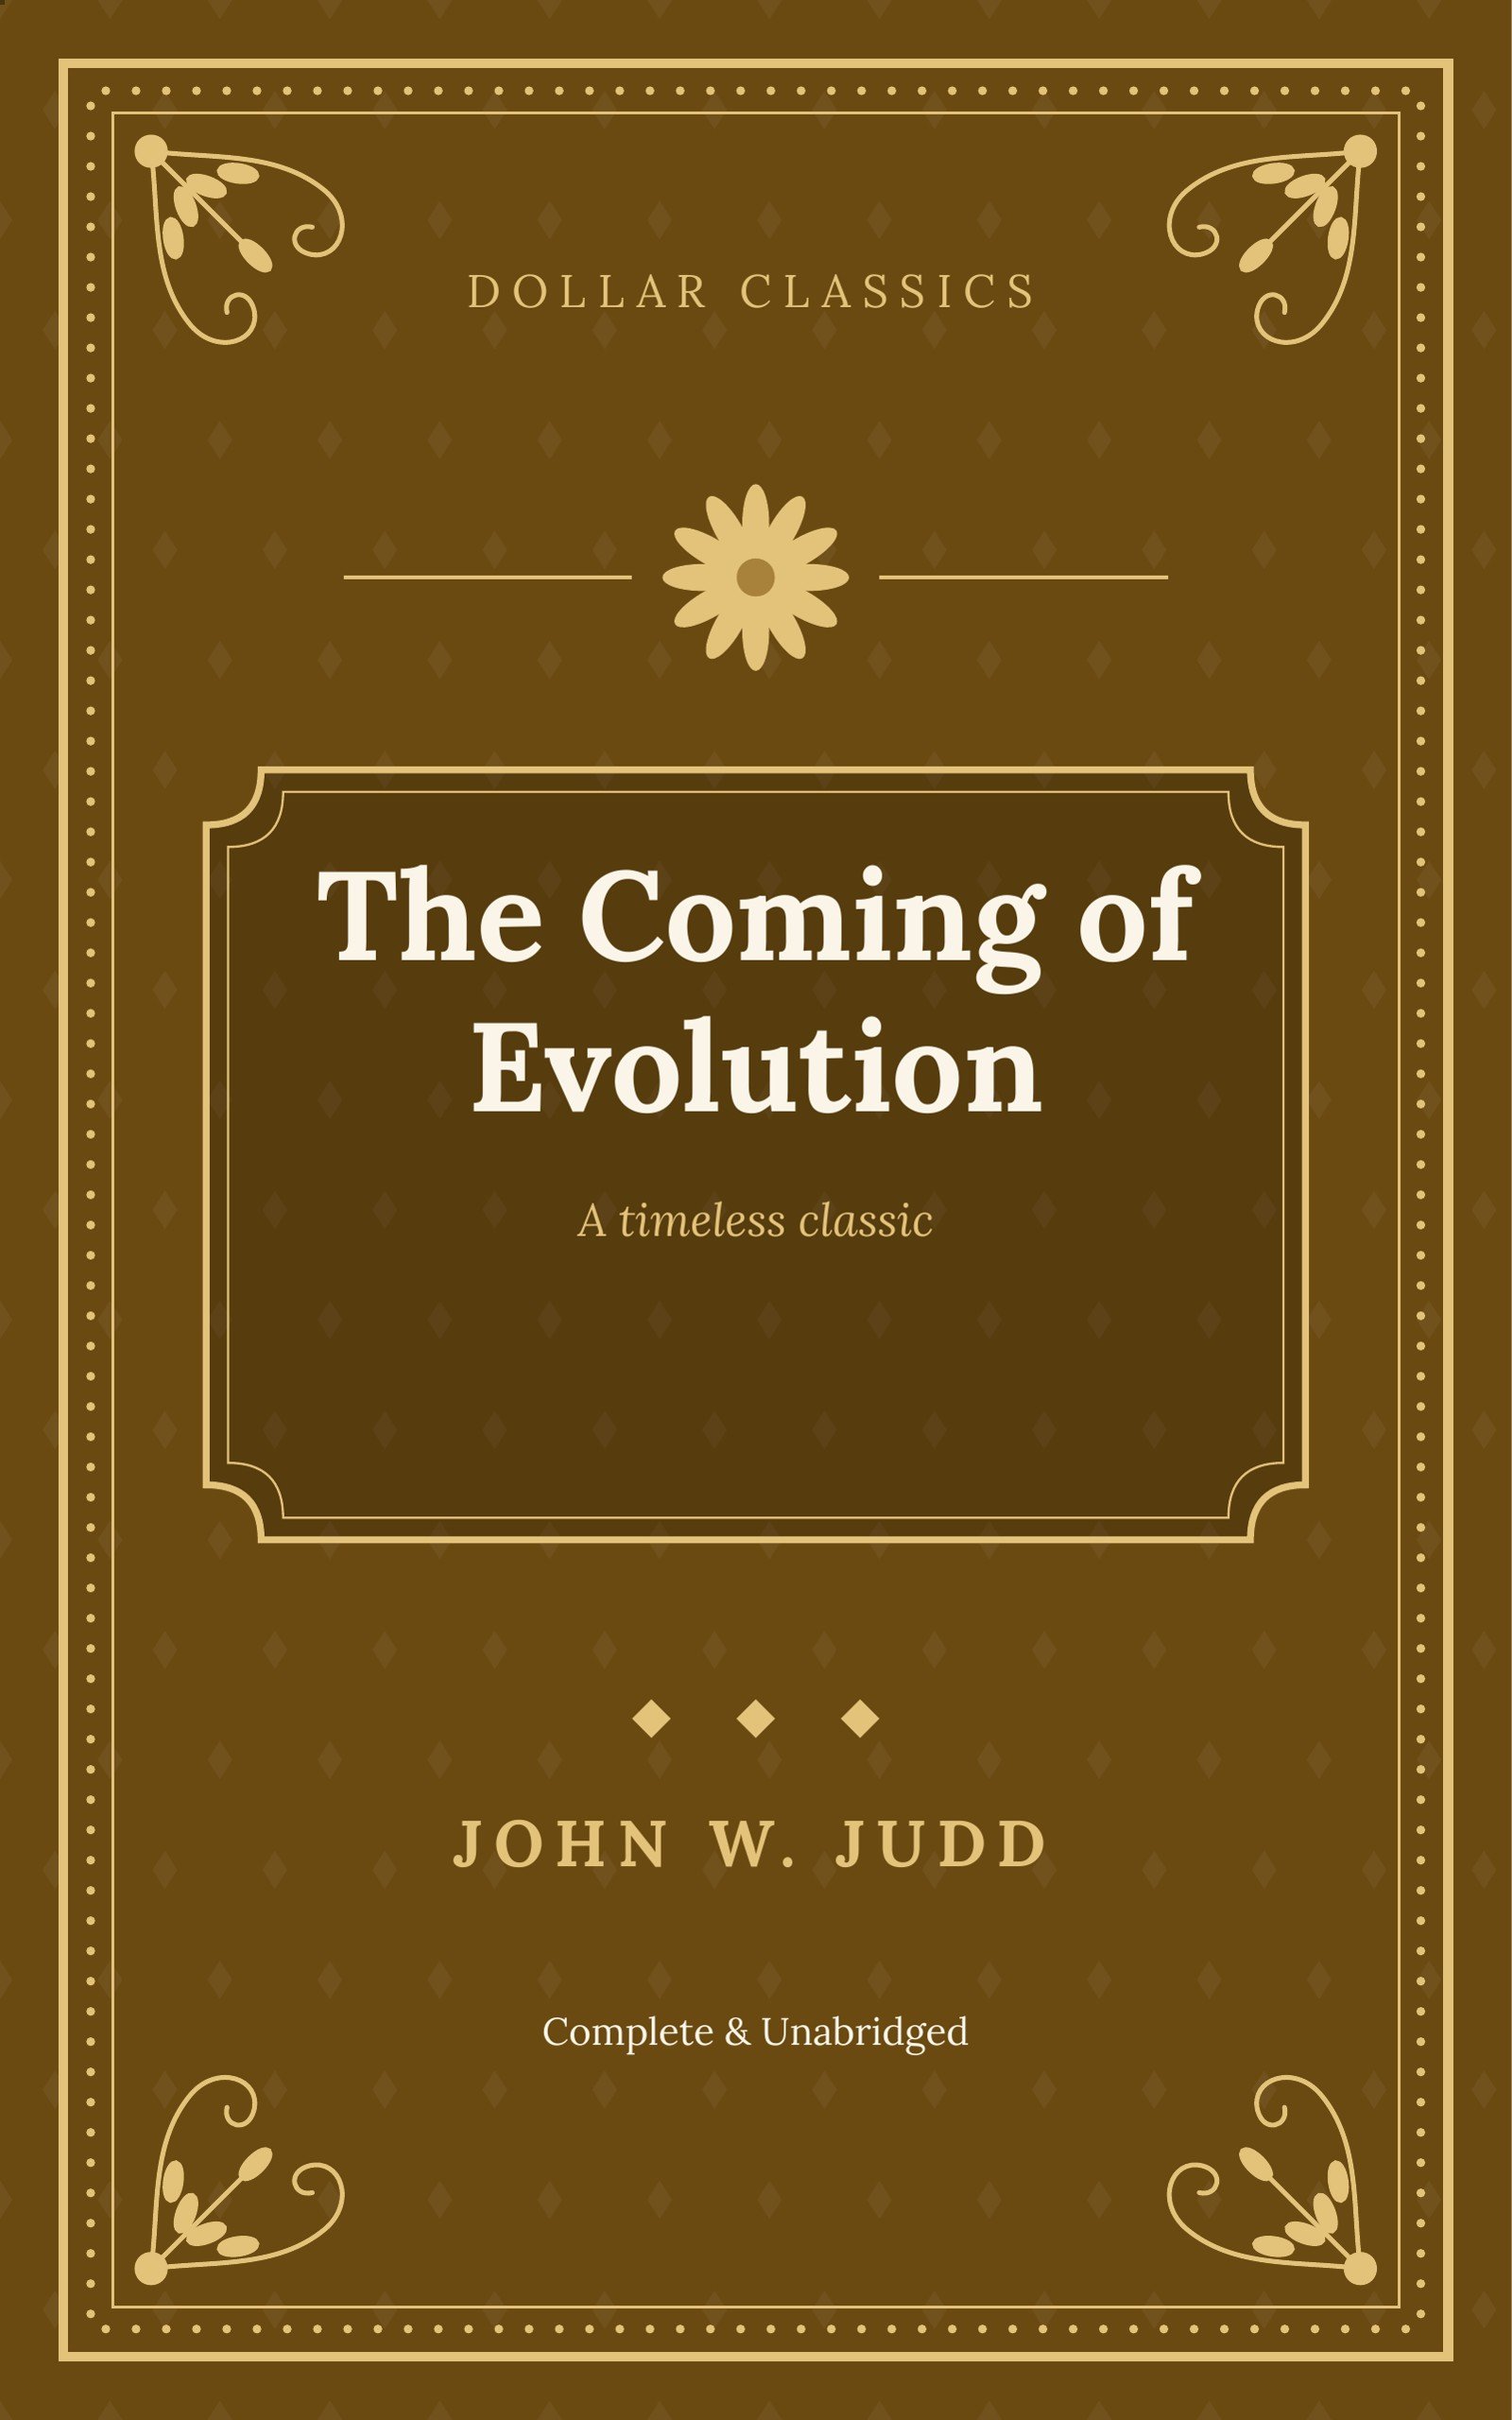 DOLLAR CLASSICS
The Coming of
Evolution
A timeless classic
JOHN W. JUDD
Complete & Unabridged